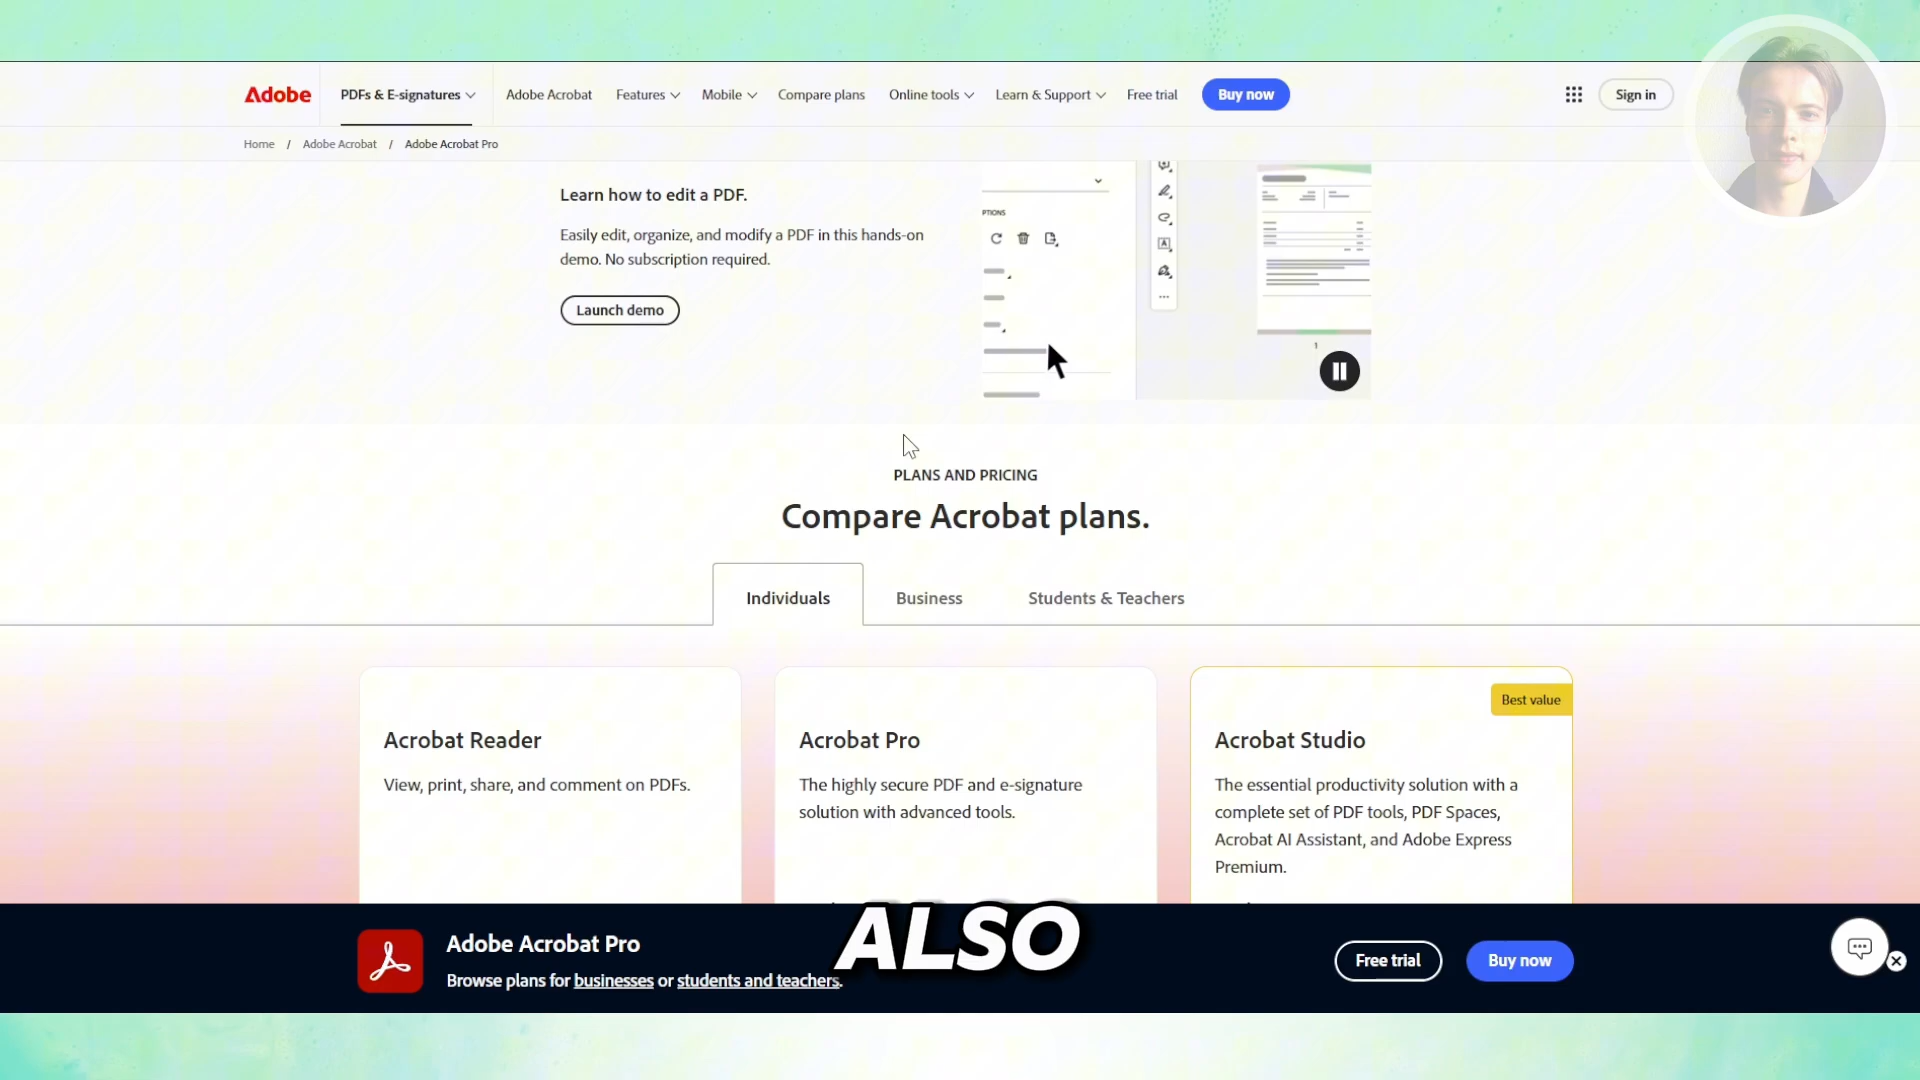 Adobe
PDFs & E-signatures
Adobe Acrobat
Features
Mobile
Compare plans
Online tools
Learn & Support
Free trial
Buy now
Sign in
Home / Adobe Acrobat / Adobe Acrobat Pro
Learn how to edit a PDF.
Easily edit, organize, and modify a PDF in this hands-on
demo. No subscription required.
Launch demo
PTIONS
1
PLANS AND PRICING
Compare Acrobat plans.
Individuals
Business
Students & Teachers
Acrobat Reader
View, print, share, and comment on PDFs.
Acrobat Pro
The highly secure PDF and e-signature
solution with advanced tools.
Best value
Acrobat Studio
The essential productivity solution with a
complete set of PDF tools, PDF Spaces,
Acrobat AI Assistant, and Adobe Express
Premium.
Adobe Acrobat Pro
Browse plans for businesses or students and teachers.
ALSO
Free trial
Buy now